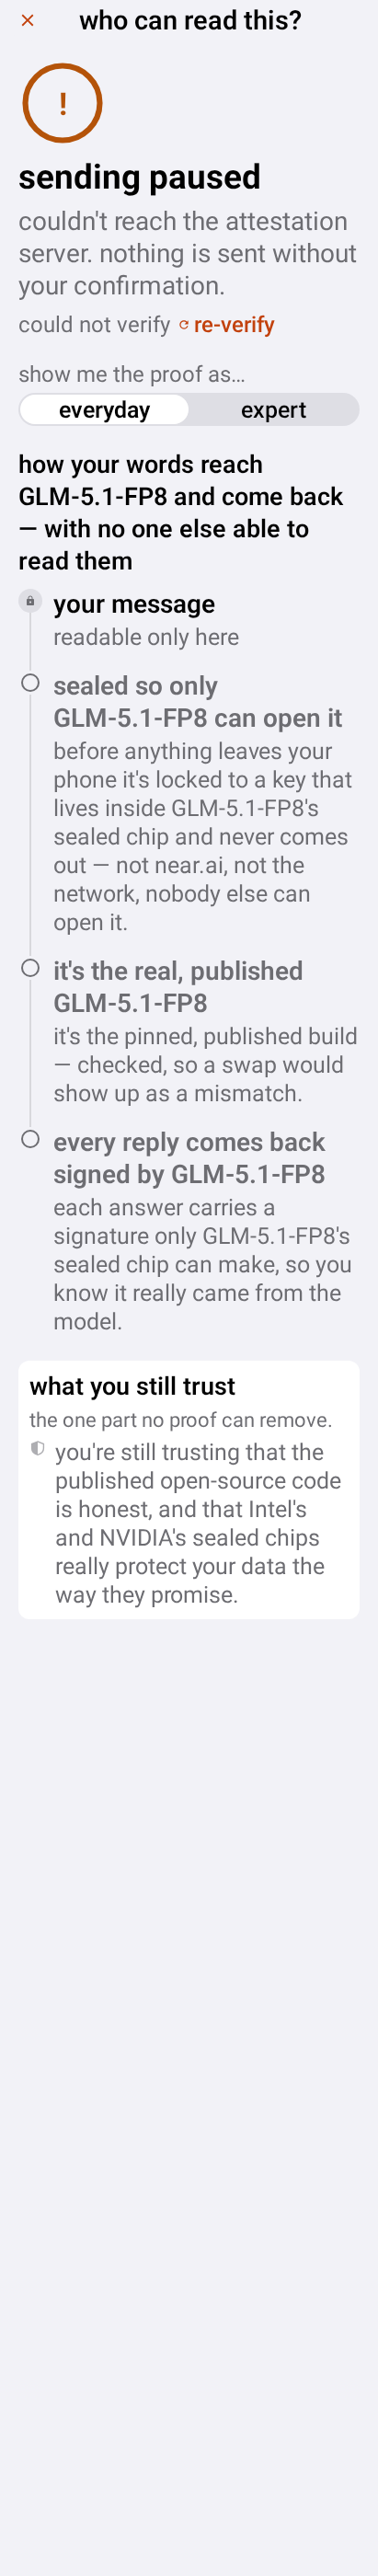 who can read this?
!
sending paused
couldn't reach the attestation
server. nothing is sent without
your confirmation.
could not verify re-verify
show me the proof as...
everyday expert
how your words reach
GLM-5.1-FP8 and come back
— with no one else able to
read them
your message
readable only here
sealed so only
GLM-5.1-FP8 can open it
before anything leaves your
phone it's locked to a key that
lives inside GLM-5.1-FP8's
sealed chip and never comes
out — not near.ai, not the
network, nobody else can
open it.
it's the real, published
GLM-5.1-FP8
it's the pinned, published build
— checked, so a swap would
show up as a mismatch.
every reply comes back
signed by GLM-5.1-FP8
each answer carries a
signature only GLM-5.1-FP8's
sealed chip can make, so you
know it really came from the
model.
what you still trust
the one part no proof can remove.
you're still trusting that the
published open-source code
is honest, and that Intel's
and NVIDIA's sealed chips
really protect your data the
way they promise.